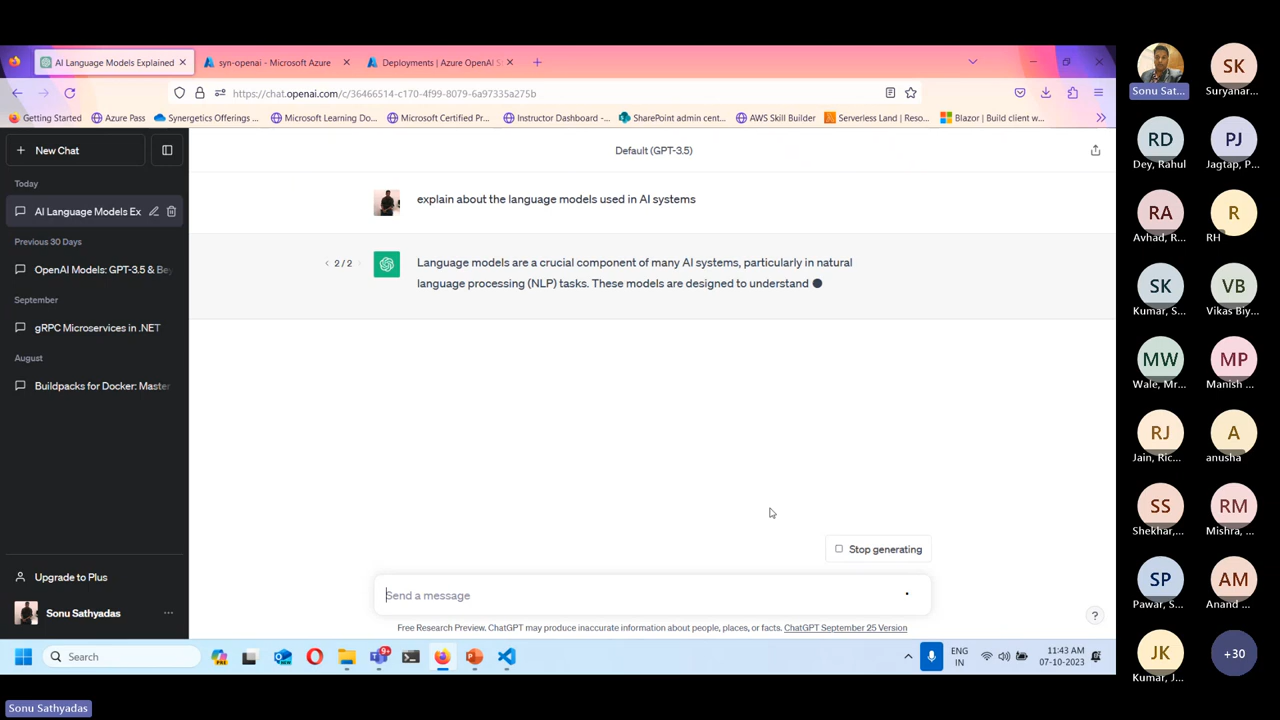 AI Language Models Explained
syn-openai - Microsoft Azure
Deployments | Azure OpenAI S
https://chat.openai.com/c/36466514-c170-4f99-8079-6a97335a275b
Getting Started
Azure Pass
Synergetics Offerings ...
Microsoft Learning Do...
Microsoft Certified Pr...
Instructor Dashboard -...
SharePoint admin cent...
AWS Skill Builder
Serverless Land | Reso...
Blazor | Build client w...
New Chat
Today
AI Language Models Ex
Previous 30 Days
OpenAI Models: GPT-3.5 & Bey
September
gRPC Microservices in .NET
August
Buildpacks for Docker: Master
Upgrade to Plus
Sonu Sathyadas
Default (GPT-3.5)
explain about the language models used in AI systems
2/2
Language models are a crucial component of many AI systems, particularly in natural
language processing (NLP) tasks. These models are designed to understand
Stop generating
Send a message
Free Research Preview. ChatGPT may produce inaccurate information about people, places, or facts. ChatGPT September 25 Version
?
Search
9+
ENG
IN
11:43 AM
07-10-2023
Sonu Sat...
SK
Suryanar...
RD
Dey, Rahul
PJ
Jagtap, P...
RA
Avhad, R...
R
RH
SK
Kumar, S...
VB
Vikas Biy...
MW
Wale, Mr...
MP
Manish ...
RJ
Jain, Ric...
A
anusha
SS
Shekhar,...
RM
Mishra, ...
SP
Pawar, S...
AM
Anand ...
JK
Kumar, J...
+30
Sonu Sathyadas